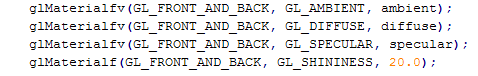 glMaterialfv(GL_FRONT_AND_BACK, GL_AMBIENT, ambient);
glMaterialfv(GL_FRONT_AND_BACK, GL_DIFFUSE, diffuse);
glMaterialfv(GL_FRONT_AND_BACK, GL_SPECULAR, specular);
glMaterialf(GL_FRONT_AND_BACK, GL_SHININESS, 20.0);